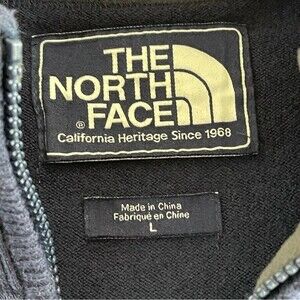 THE
NORTH
FACE
®
California Heritage Since 1968
Made in China
Fabriqué en Chine
L